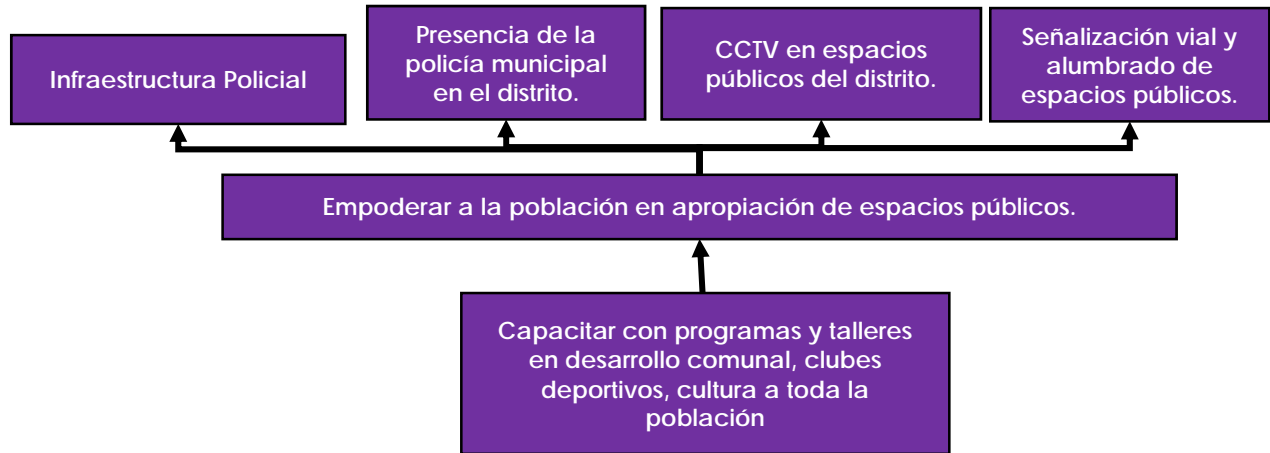 Infraestructura Policial
Presencia de la
policía municipal
en el distrito.
CCTV en espacios
públicos del distrito.
Señalización vial y
alumbrado de
espacios públicos.
Empoderar a la población en apropiación de espacios públicos.
Capacitar con programas y talleres
en desarrollo comunal, clubes
deportivos, cultura a toda la
población